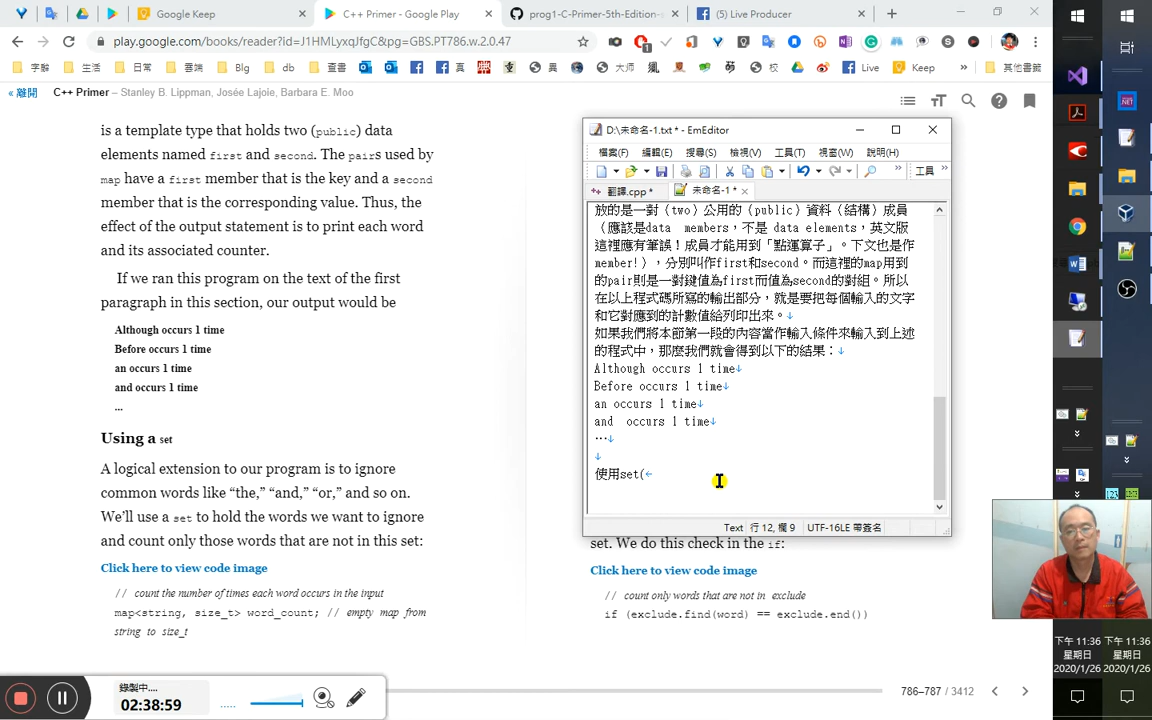 Google Keep
C++ Primer - Google Play
prog1-C-Primer-5th-Edition-s
(5) Live Producer
play.google.com/books/reader?id=J1HMLyxqJfgC&pg=GBS.PT786.w.2.0.47
字辭 生活 日常 雲端 Blg db 查書 真 異 大师 萌 校 Live Keep » 其他書籤
« 離開 C++ Primer – Stanley B. Lippman, Josée Lajoie, Barbara E. Moo
is a template type that holds two (public) data
elements named first and second. The pairs used by
map have a first member that is the key and a second
member that is the corresponding value. Thus, the
effect of the output statement is to print each word
and its associated counter.
If we ran this program on the text of the first
paragraph in this section, our output would be
Although occurs 1 time
Before occurs 1 time
an occurs 1 time
and occurs 1 time
...
Using a set
A logical extension to our program is to ignore
common words like “the,” “and,” “or,” and so on.
We’ll use a set to hold the words we want to ignore
and count only those words that are not in this set:
Click here to view code image
// count the number of times each word occurs in the input
map<string, size_t> word_count; // empty map from
string to size_t
D:\未命名-1.txt * - EmEditor
檔案(F) 編輯(E) 搜尋(S) 檢視(V) 工具(T) 視窗(W) 說明(H)
» 工具 »
翻譯.cpp * 未命名-1 *
放的是一對（two）公用的（public）資料（結構）成員
（應該是data members，不是 data elements，英文版
這裡應有筆誤！成員才能用到「點運算子」。下文也是作
member!），分別叫作first和second。而這裡的map用到
的pair則是一對鍵值為first而值為second的對組。所以
在以上程式碼所寫的輸出部分，就是要把每個輸入的文字
和它對應到的計數值給列印出來。↓
如果我們將本節第一段的內容當作輸入條件來輸入到上述
的程式中，那麼我們就會得到以下的結果：↓
Although occurs 1 time↓
Before occurs 1 time↓
an occurs 1 time↓
and occurs 1 time↓
…↓
↓
使用set(←
Text 行 12, 欄 9 UTF-16LE 帶簽名
set. We do this check in the if:
Click here to view code image
// count only words that are not in exclude
if (exclude.find(word) == exclude.end())
786–787 / 3412
錄製中....
02:38:59
下午 11:36 下午 11:36
星期日 星期日
2020/1/26 2020/1/26